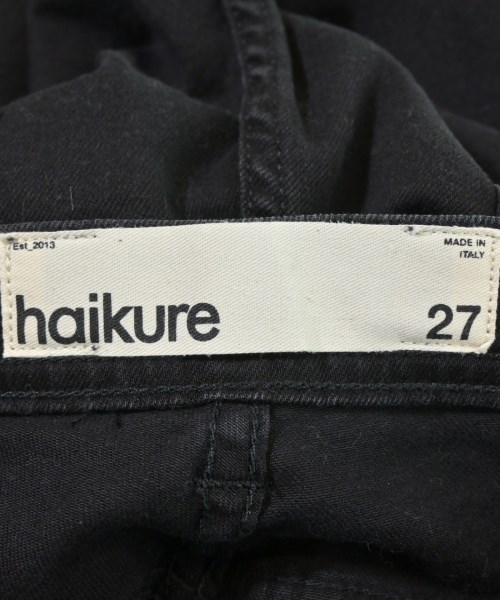 Est_2013
MADE IN
ITALY
haikure
27